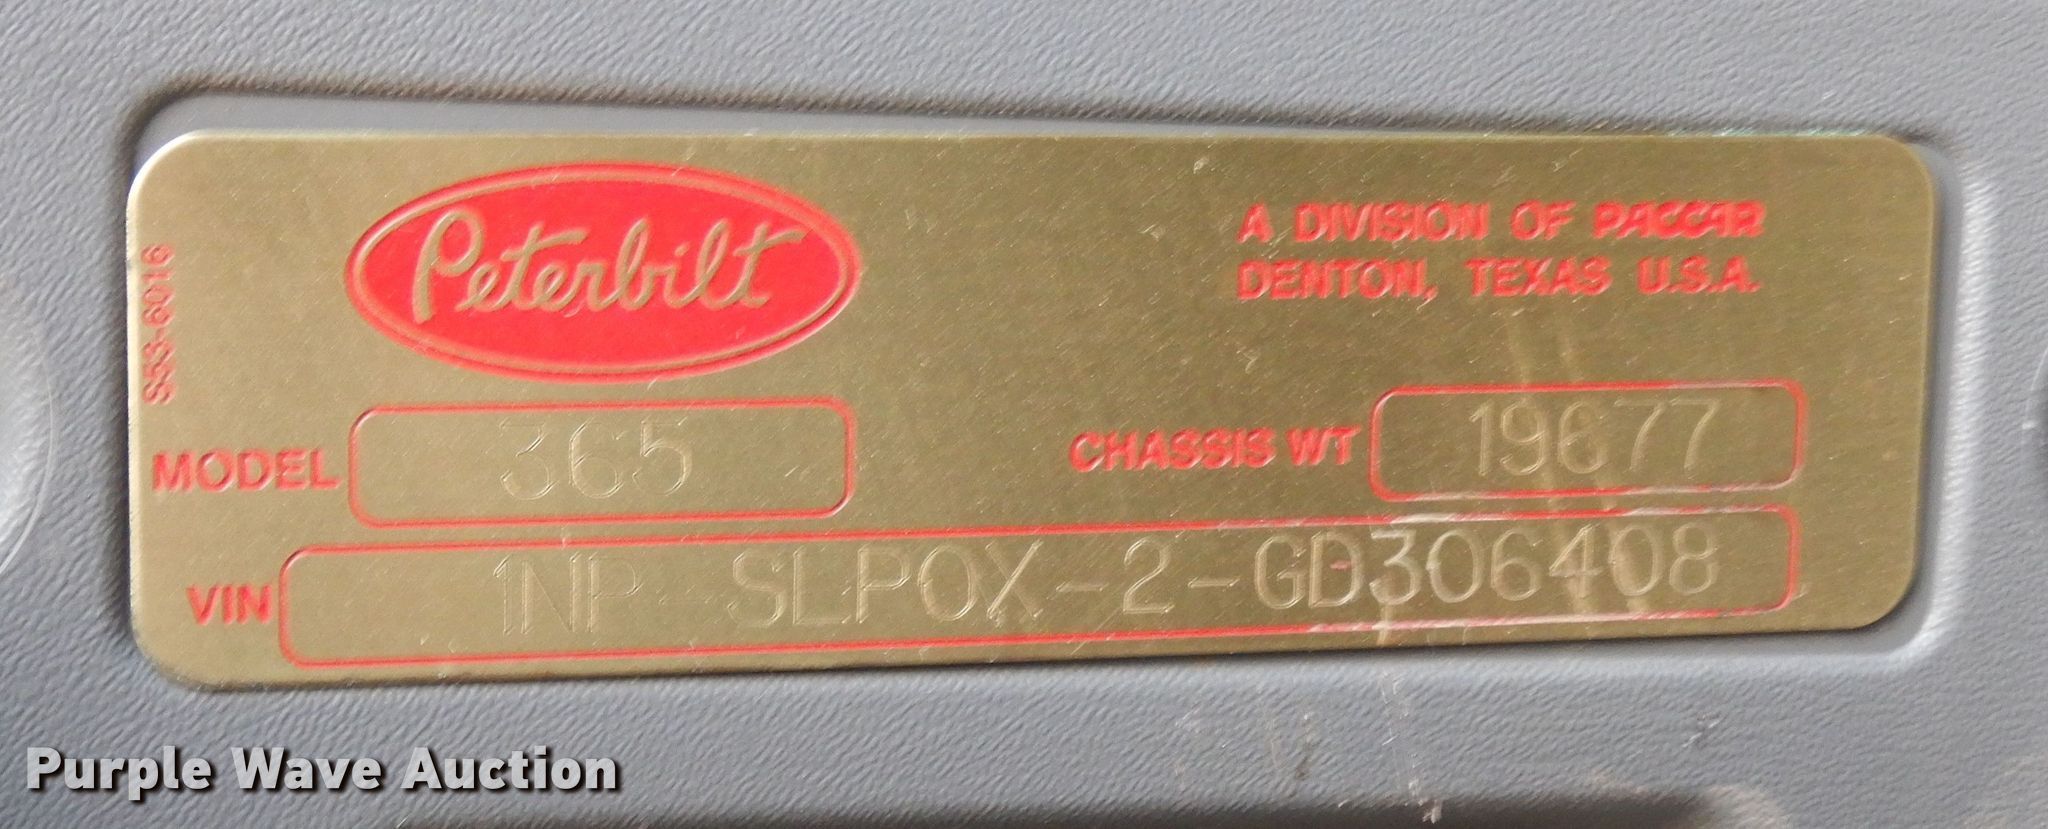 S53-6016
Peterbilt
A DIVISION OF PACCAR
DENTON, TEXAS U.S.A.
MODEL 365
CHASSIS WT 19677
VIN 1NP-SLP0X-2-GD306408
Purple Wave Auction